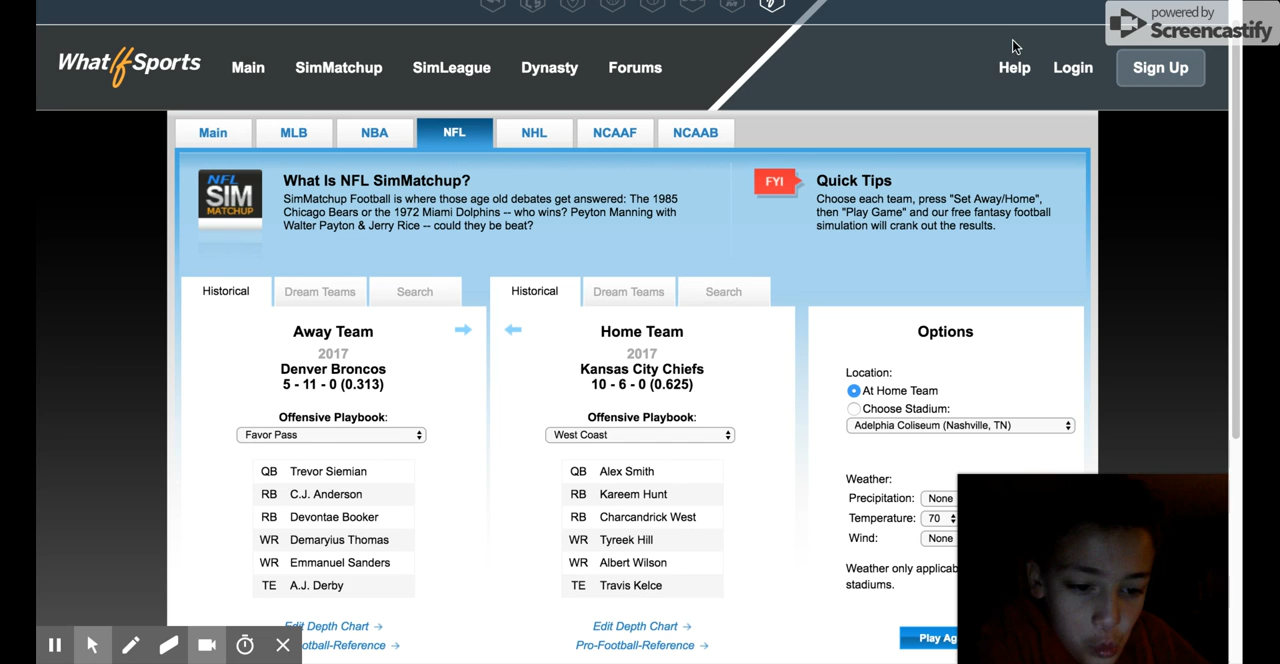 powered by
Screencastify
What If Sports
Main SimMatchup SimLeague Dynasty Forums
Help Login Sign Up
Main MLB NBA NFL NHL NCAAF NCAAB
NFL
SIM
MATCHUP
What Is NFL SimMatchup?
SimMatchup Football is where those age old debates get answered: The 1985
Chicago Bears or the 1972 Miami Dolphins -- who wins? Peyton Manning with
Walter Payton & Jerry Rice -- could they be beat?
FYI
Quick Tips
Choose each team, press "Set Away/Home",
then "Play Game" and our free fantasy football
simulation will crank out the results.
Historical Dream Teams Search
Away Team
2017
Denver Broncos
5 - 11 - 0 (0.313)
Offensive Playbook:
Favor Pass
QB Trevor Siemian
RB C.J. Anderson
RB Devontae Booker
WR Demaryius Thomas
WR Emmanuel Sanders
TE A.J. Derby
Edit Depth Chart
otball-Reference
Historical Dream Teams Search
Home Team
2017
Kansas City Chiefs
10 - 6 - 0 (0.625)
Offensive Playbook:
West Coast
QB Alex Smith
RB Kareem Hunt
RB Charcandrick West
WR Tyreek Hill
WR Albert Wilson
TE Travis Kelce
Edit Depth Chart
Pro-Football-Reference
Options
Location:
At Home Team
Choose Stadium:
Adelphia Coliseum (Nashville, TN)
Weather:
Precipitation: None
Temperature: 70
Wind: None
Weather only applicab
stadiums.
Play Ag